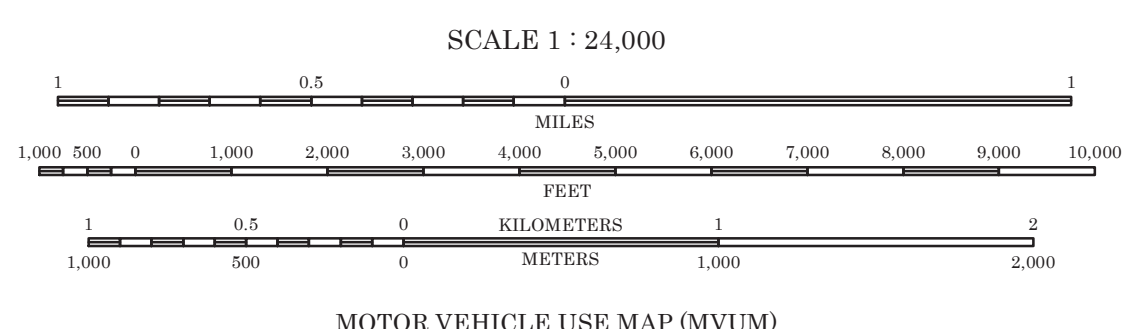 SCALE 1 : 24,000
1 0.5 0 1
MILES
1,000 500 0 1,000 2,000 3,000 4,000 5,000 6,000 7,000 8,000 9,000 10,000
FEET
1 0.5 0 KILOMETERS 1 2
1,000 500 0 METERS 1,000 2,000
MOTOR VEHICLE USE MAP (MVUM)